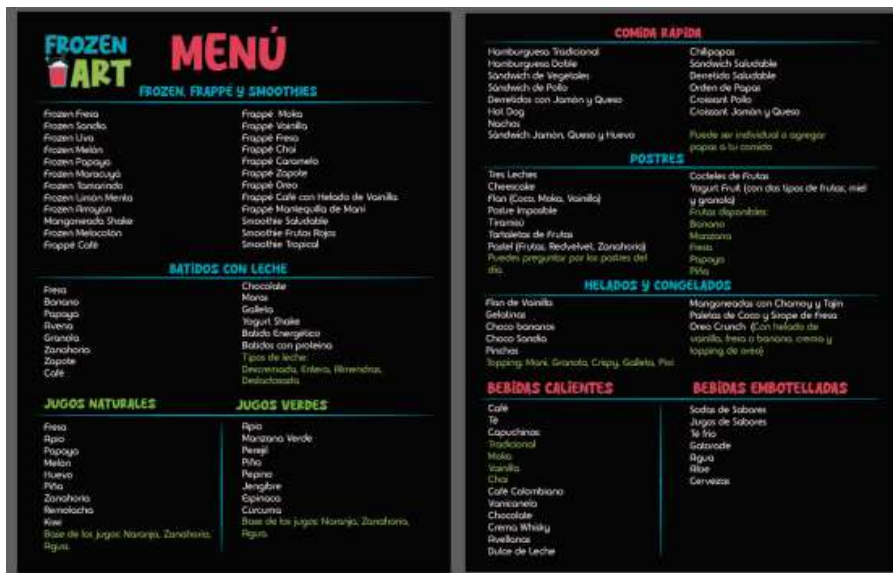 FROZEN
ART
MENÚ
FROZEN, FRAPPÉ Y SMOOTHIES
Frozen Fresa
Frozen Sandia
Frozen Uva
Frozen Melón
Frozen Papaya
Frozen Maracuyá
Frozen Tamarindo
Frozen Limón Menta
Frozen Arrayán
Mangoneada Shake
Frozen Melocotón
Frappé Café
Frappé Moka
Frappé Vainilla
Frappé Fresa
Frappé Chai
Frappé Caramelo
Frappé Zapote
Frappé Oreo
Frappé Café con Helado de Vainilla
Frappé Mantequilla de Maní
Smoothie Saludable
Smoothie Frutos Rojos
Smoothie Tropical
BATIDOS CON LECHE
Fresa
Banano
Papaya
Avena
Granola
Zanahoria
Zapote
Café
Chocolate
Moras
Galleta
Yogurt Shake
Batido Energético
Batidos con proteína
Tipos de leche:
Descremada, Entera, Almendras,
Deslactosada
JUGOS NATURALES
Fresa
Apio
Papaya
Melón
Huevo
Piña
Zanahoria
Remolacha
Kiwi
Base de los jugos: Naranja, Zanahoria,
Agua.
JUGOS VERDES
Apio
Manzana Verde
Perejil
Piña
Pepino
Jengibre
Espinaca
Cúrcuma
Base de los jugos: Naranja, Zanahoria,
Agua.
COMIDA RÁPIDA
Hamburguesa Tradicional
Hamburguesa Doble
Sándwich de Vegetales
Sándwich de Pollo
Derretidos con Jamón y Queso
Hot Dog
Nachos
Sándwich Jamón, Queso y Huevo
Chilipapas
Sándwich Saludable
Derretido Saludable
Orden de Papas
Croissant Pollo
Croissant Jamón y Queso
Puede ser individual o agregar
papas a tu comida
POSTRES
Tres Leches
Cheescake
Flan (Coco, Moka, Vainilla)
Postre Imposible
Tiramisú
Tartaletas de Frutas
Pastel (Frutas, Redvelvet, Zanahoria)
Puedes preguntar por los postres del
día.
Cocteles de Frutas
Yogurt Fruit (con dos tipos de frutas, miel
y granola)
Frutas disponibles:
Banano
Manzana
Fresa
Papaya
Piña
HELADOS Y CONGELADOS
Flan de Vainilla
Gelatinas
Choco bananos
Choco Sandia
Pinchos
Topping: Maní, Granola, Crispy, Galleta, Pixi
Mangoneadas con Chamoy y Tajín
Paletas de Coco y Sirope de Fresa
Oreo Crunch (Con helado de
vainilla, fresa o banano, crema y
topping de oreo)
BEBIDAS CALIENTES
Café
Té
Capuchinos
Tradicional
Moka
Vainilla
Chai
Café Colombiano
Vanicanela
Chocolate
Crema Whisky
Avellanas
Dulce de Leche
BEBIDAS EMBOTELLADAS
Sodas de Sabores
Jugos de Sabores
Té frío
Gatorade
Agua
Aloe
Cervezas